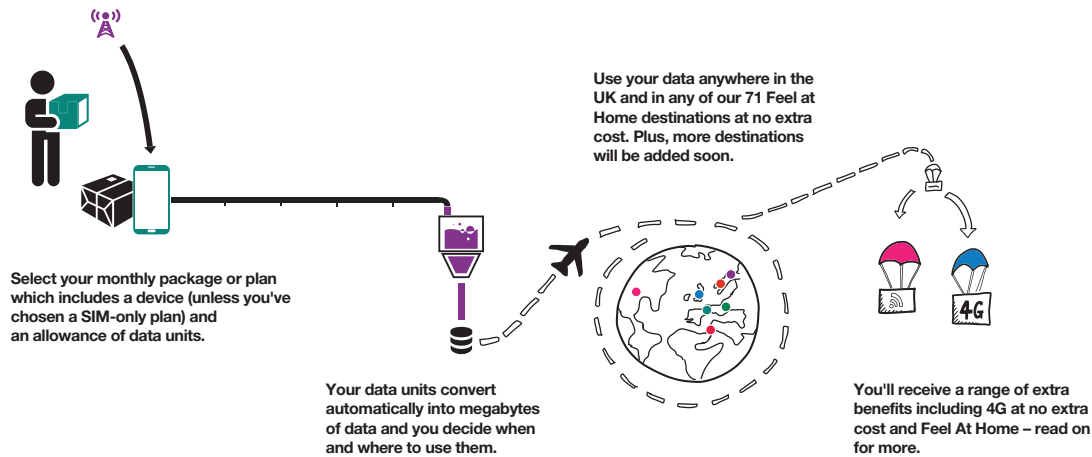 Select your monthly package or plan
which includes a device (unless you've
chosen a SIM-only plan) and
an allowance of data units.
Your data units convert
automatically into megabytes
of data and you decide when
and where to use them.
Use your data anywhere in the
UK and in any of our 71 Feel at
Home destinations at no extra
cost. Plus, more destinations
will be added soon.
4G
You'll receive a range of extra
benefits including 4G at no extra
cost and Feel At Home – read on
for more.